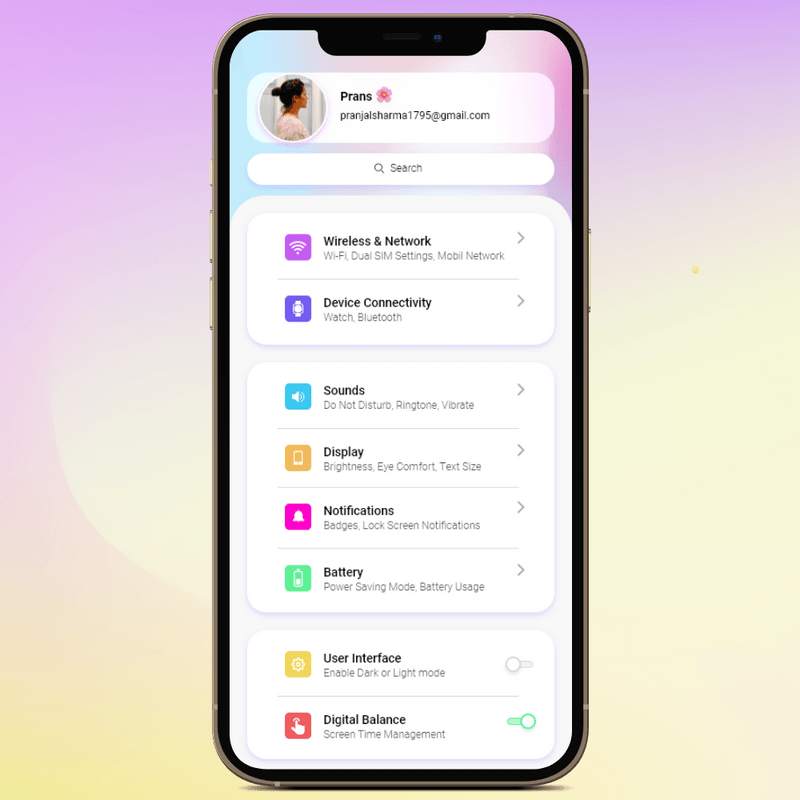 Prans 🌸
pranjalsharma1795@gmail.com
Search
Wireless & Network
Wi-Fi, Dual SIM Settings, Mobil Network
Device Connectivity
Watch, Bluetooth
Sounds
Do Not Disturb, Ringtone, Vibrate
Display
Brightness, Eye Comfort, Text Size
Notifications
Badges, Lock Screen Notifications
Battery
Power Saving Mode, Battery Usage
User Interface
Enable Dark or Light mode
Digital Balance
Screen Time Management